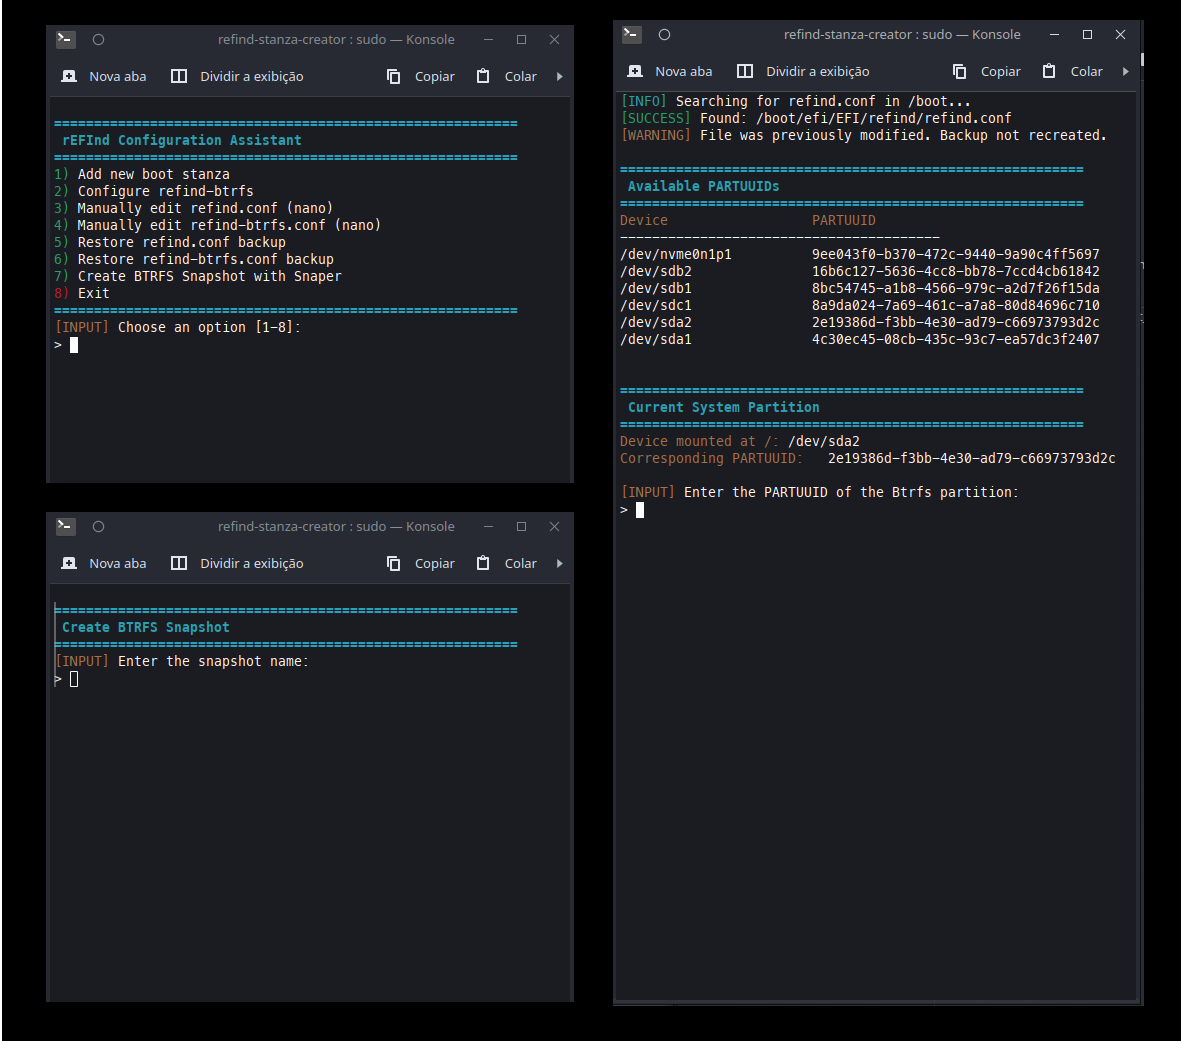 refind-stanza-creator : sudo — Konsole
Nova aba Dividir a exibição Copiar Colar
==========================================================
rEFInd Configuration Assistant
==========================================================
1) Add new boot stanza
2) Configure refind-btrfs
3) Manually edit refind.conf (nano)
4) Manually edit refind-btrfs.conf (nano)
5) Restore refind.conf backup
6) Restore refind-btrfs.conf backup
7) Create BTRFS Snapshot with Snaper
8) Exit
==========================================================
[INPUT] Choose an option [1-8]:
>
refind-stanza-creator : sudo — Konsole
Nova aba Dividir a exibição Copiar Colar
==========================================================
Create BTRFS Snapshot
==========================================================
[INPUT] Enter the snapshot name:
>
refind-stanza-creator : sudo — Konsole
Nova aba Dividir a exibição Copiar Colar
[INFO] Searching for refind.conf in /boot...
[SUCCESS] Found: /boot/efi/EFI/refind/refind.conf
[WARNING] File was previously modified. Backup not recreated.
==========================================================
Available PARTUUIDs
==========================================================
Device PARTUUID
----------------------------------------
/dev/nvme0n1p1 9ee043f0-b370-472c-9440-9a90c4ff5697
/dev/sdb2 16b6c127-5636-4cc8-bb78-7ccd4cb61842
/dev/sdb1 8bc54745-a1b8-4566-979c-a2d7f26f15da
/dev/sdc1 8a9da024-7a69-461c-a7a8-80d84696c710
/dev/sda2 2e19386d-f3bb-4e30-ad79-c66973793d2c
/dev/sda1 4c30ec45-08cb-435c-93c7-ea57dc3f2407
==========================================================
Current System Partition
==========================================================
Device mounted at /: /dev/sda2
Corresponding PARTUUID: 2e19386d-f3bb-4e30-ad79-c66973793d2c
[INPUT] Enter the PARTUUID of the Btrfs partition:
>